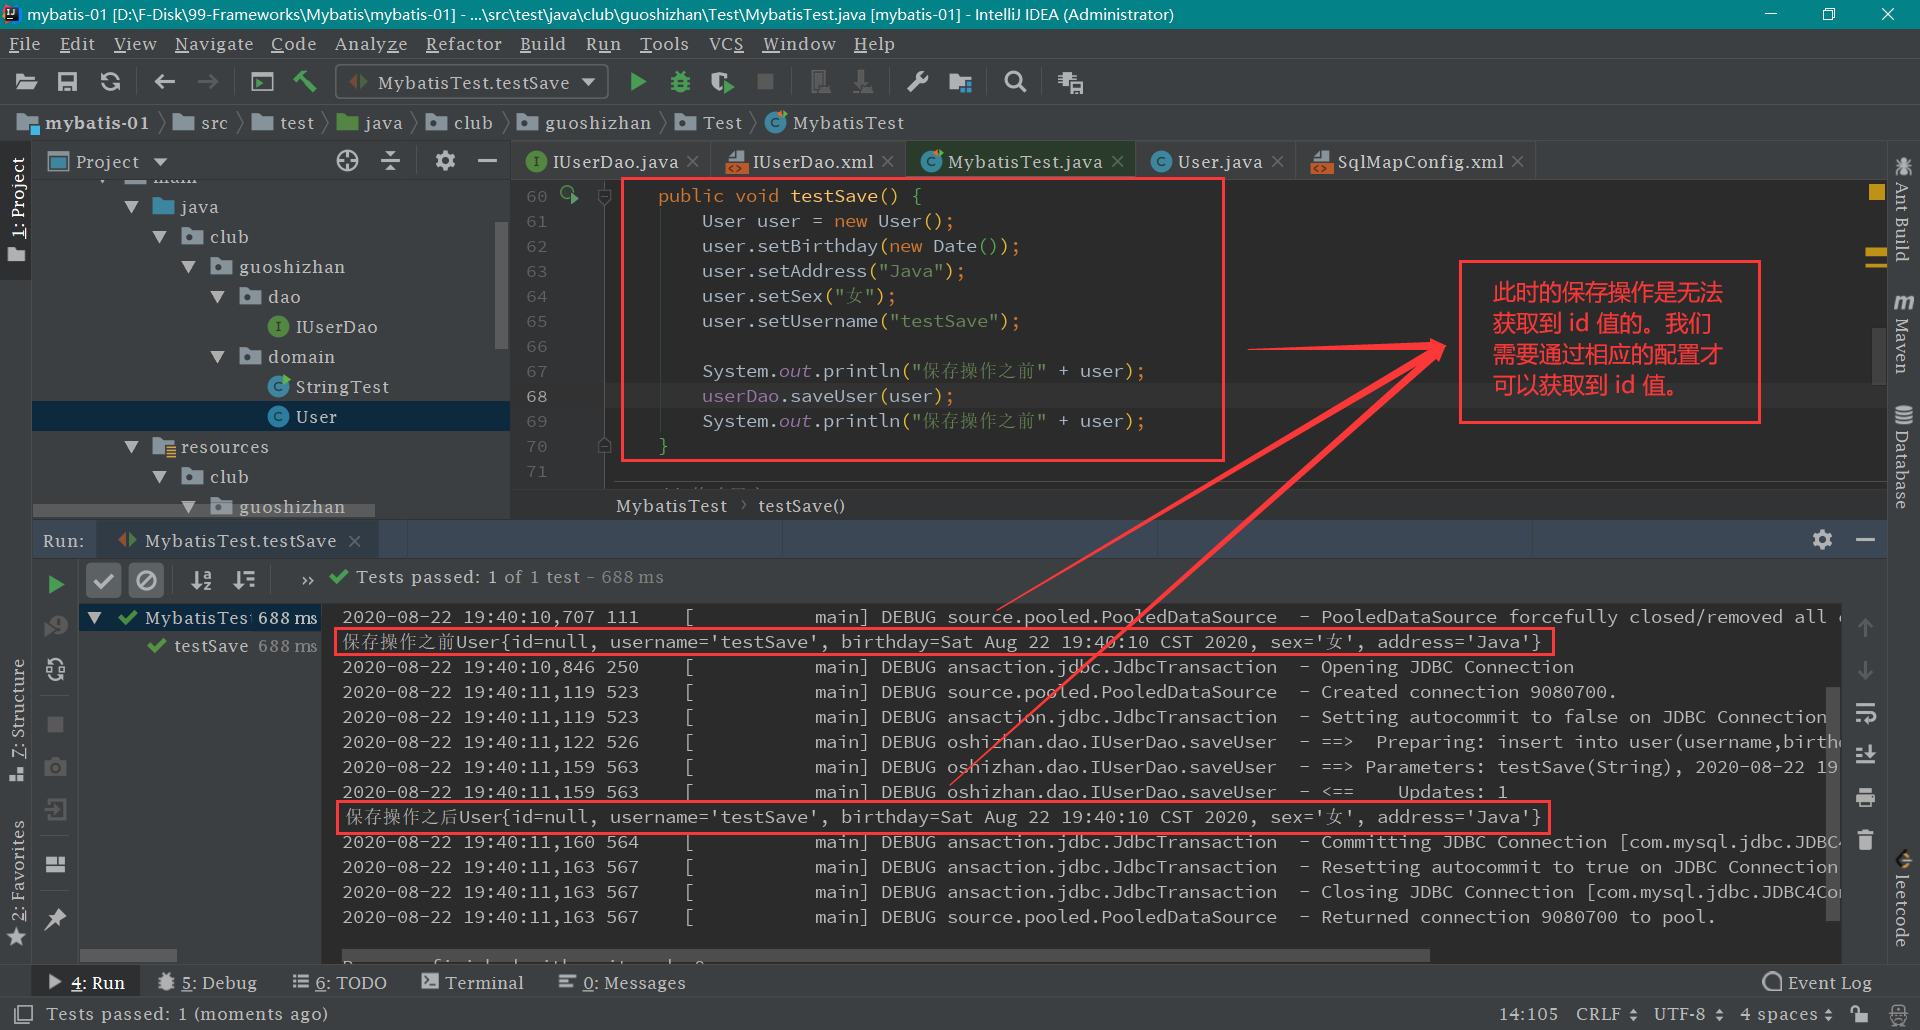 mybatis-01 [D:\F-Disk\99-Frameworks\Mybatis\mybatis-01] - ...\src\test\java\club\guoshizhan\Test\MybatisTest.java [mybatis-01] - IntelliJ IDEA (Administrator)
File Edit View Navigate Code Analyze Refactor Build Run Tools VCS Window Help
MybatisTest.testSave
mybatis-01 src test java club guoshizhan Test MybatisTest
Project
IUserDao.java IUserDao.xml MybatisTest.java User.java SqlMapConfig.xml
1: Project
main
java
club
guoshizhan
dao
IUserDao
domain
StringTest
User
resources
club
guoshizhan
60 public void testSave() {
61 User user = new User();
62 user.setBirthday(new Date());
63 user.setAddress("Java");
64 user.setSex("女");
65 user.setUsername("testSave");
66
67 System.out.println("保存操作之前" + user);
68 userDao.saveUser(user);
69 System.out.println("保存操作之前" + user);
70 }
71
MybatisTest testSave()
此时的保存操作是无法
获取到 id 值的。我们
需要通过相应的配置才
可以获取到 id 值。
Ant Build
Maven
Database
leetcode
Run: MybatisTest.testSave
» Tests passed: 1 of 1 test - 688 ms
MybatisTes 688 ms
testSave 688 ms
2020-08-22 19:40:10,707 111 [ main] DEBUG source.pooled.PooledDataSource - PooledDataSource forcefully closed/removed all
保存操作之前User{id=null, username='testSave', birthday=Sat Aug 22 19:40:10 CST 2020, sex='女', address='Java'}
2020-08-22 19:40:10,846 250 [ main] DEBUG ansaction.jdbc.JdbcTransaction - Opening JDBC Connection
2020-08-22 19:40:11,119 523 [ main] DEBUG source.pooled.PooledDataSource - Created connection 9080700.
2020-08-22 19:40:11,119 523 [ main] DEBUG ansaction.jdbc.JdbcTransaction - Setting autocommit to false on JDBC Connection
2020-08-22 19:40:11,122 526 [ main] DEBUG oshizhan.dao.IUserDao.saveUser - ==> Preparing: insert into user(username,birth
2020-08-22 19:40:11,159 563 [ main] DEBUG oshizhan.dao.IUserDao.saveUser - ==> Parameters: testSave(String), 2020-08-22 19
2020-08-22 19:40:11,159 563 [ main] DEBUG oshizhan.dao.IUserDao.saveUser - <== Updates: 1
保存操作之后User{id=null, username='testSave', birthday=Sat Aug 22 19:40:10 CST 2020, sex='女', address='Java'}
2020-08-22 19:40:11,160 564 [ main] DEBUG ansaction.jdbc.JdbcTransaction - Committing JDBC Connection [com.mysql.jdbc.JDBC4
2020-08-22 19:40:11,163 567 [ main] DEBUG ansaction.jdbc.JdbcTransaction - Resetting autocommit to true on JDBC Connection
2020-08-22 19:40:11,163 567 [ main] DEBUG ansaction.jdbc.JdbcTransaction - Closing JDBC Connection [com.mysql.jdbc.JDBC4Con
2020-08-22 19:40:11,163 567 [ main] DEBUG source.pooled.PooledDataSource - Returned connection 9080700 to pool.
Z: Structure
2: Favorites
4: Run 5: Debug 6: TODO Terminal 0: Messages Event Log
Tests passed: 1 (moments ago) 14:105 CRLF UTF-8 4 spaces